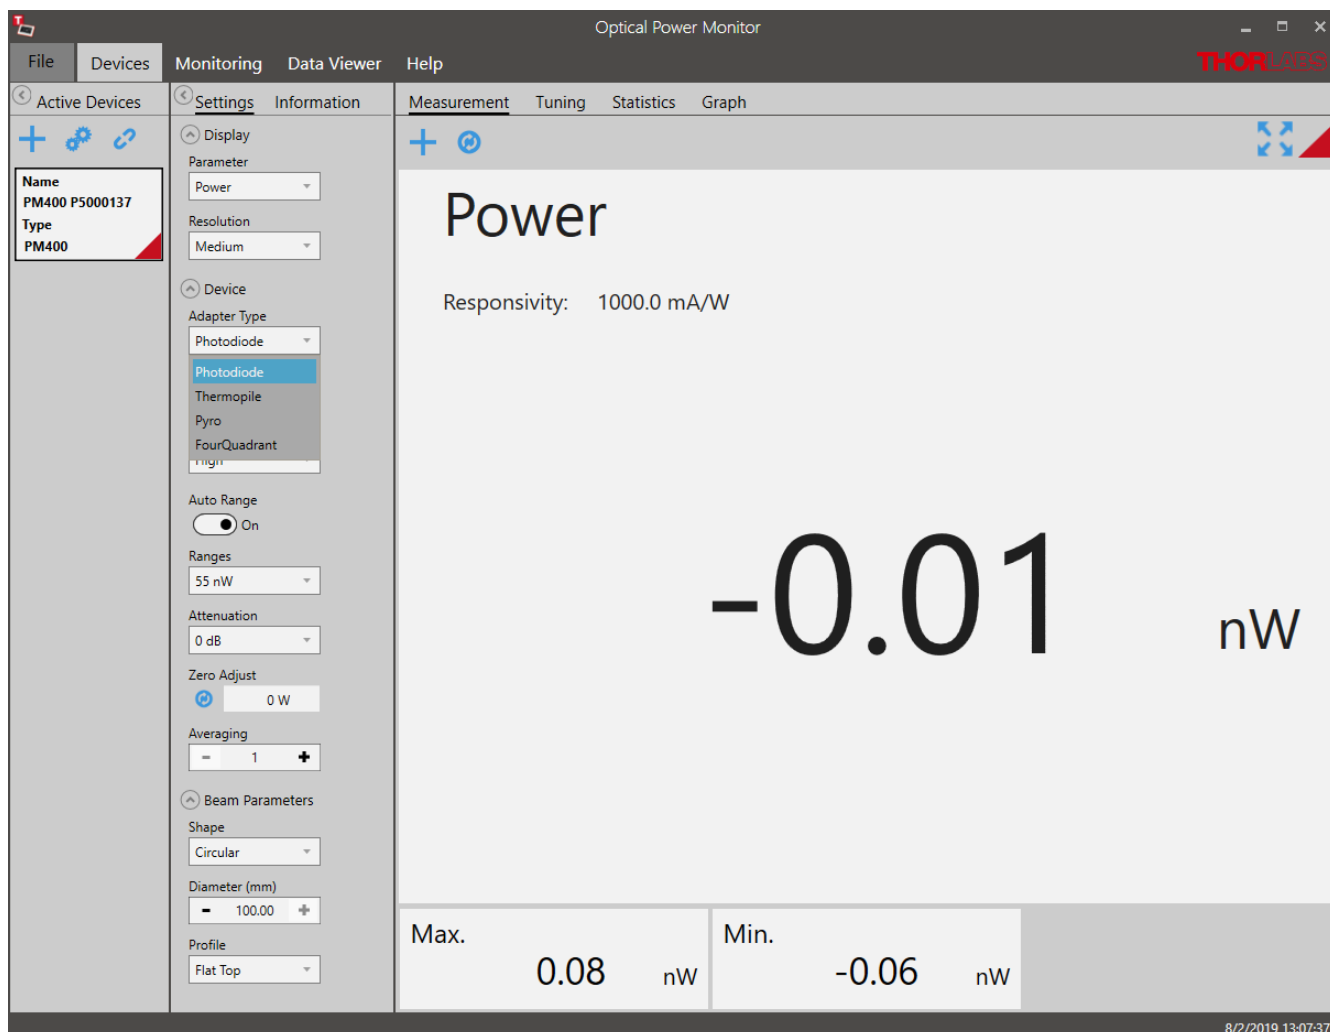 Optical Power Monitor
File Devices Monitoring Data Viewer Help
THORLABS
Active Devices
Name
PM400 P5000137
Type
PM400
Settings Information
Display
Parameter
Power
Resolution
Medium
Device
Adapter Type
Photodiode
Photodiode
Thermopile
Pyro
FourQuadrant
High
Auto Range
On
Ranges
55 nW
Attenuation
0 dB
Zero Adjust
0 W
Averaging
- 1 +
Beam Parameters
Shape
Circular
Diameter (mm)
- 100.00 +
Profile
Flat Top
Measurement Tuning Statistics Graph
Power
Responsivity: 1000.0 mA/W
-0.01 nW
Max.
0.08 nW
Min.
-0.06 nW
8/2/2019 13:07:37